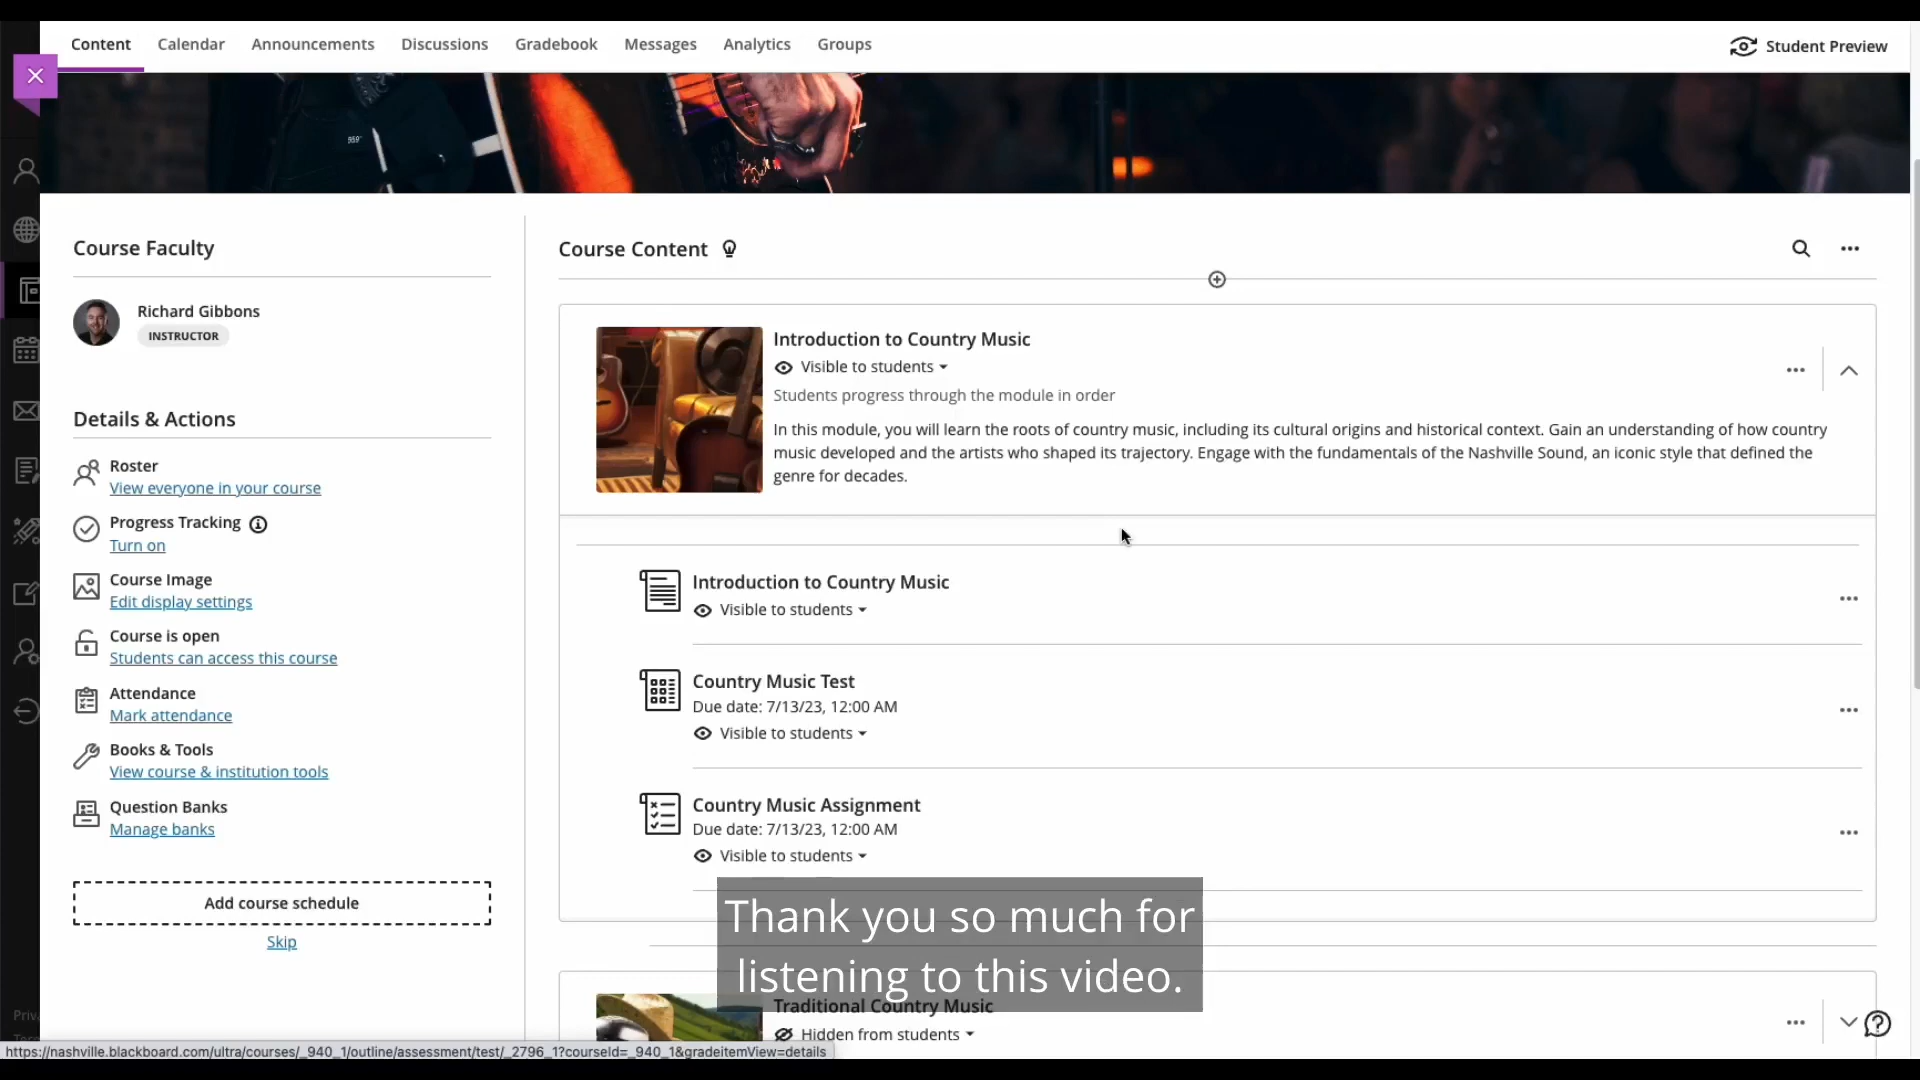 Content Calendar Announcements Discussions Gradebook Messages Analytics Groups
Student Preview
Course Faculty
Richard Gibbons
INSTRUCTOR
Details & Actions
Roster
View everyone in your course
Progress Tracking
Turn on
Course Image
Edit display settings
Course is open
Students can access this course
Attendance
Mark attendance
Books & Tools
View course & institution tools
Question Banks
Manage banks
Add course schedule
Skip
Course Content
Introduction to Country Music
Visible to students
Students progress through the module in order
In this module, you will learn the roots of country music, including its cultural origins and historical context. Gain an understanding of how country
music developed and the artists who shaped its trajectory. Engage with the fundamentals of the Nashville Sound, an iconic style that defined the
genre for decades.
Introduction to Country Music
Visible to students
Country Music Test
Due date: 7/13/23, 12:00 AM
Visible to students
Country Music Assignment
Due date: 7/13/23, 12:00 AM
Visible to students
Thank you so much for
listening to this video.
Traditional Country Music
Hidden from students
https://nashville.blackboard.com/ultra/courses/_940_1/outline/assessment/test/_2796_1?courseId=_940_1&gradeitemView=details